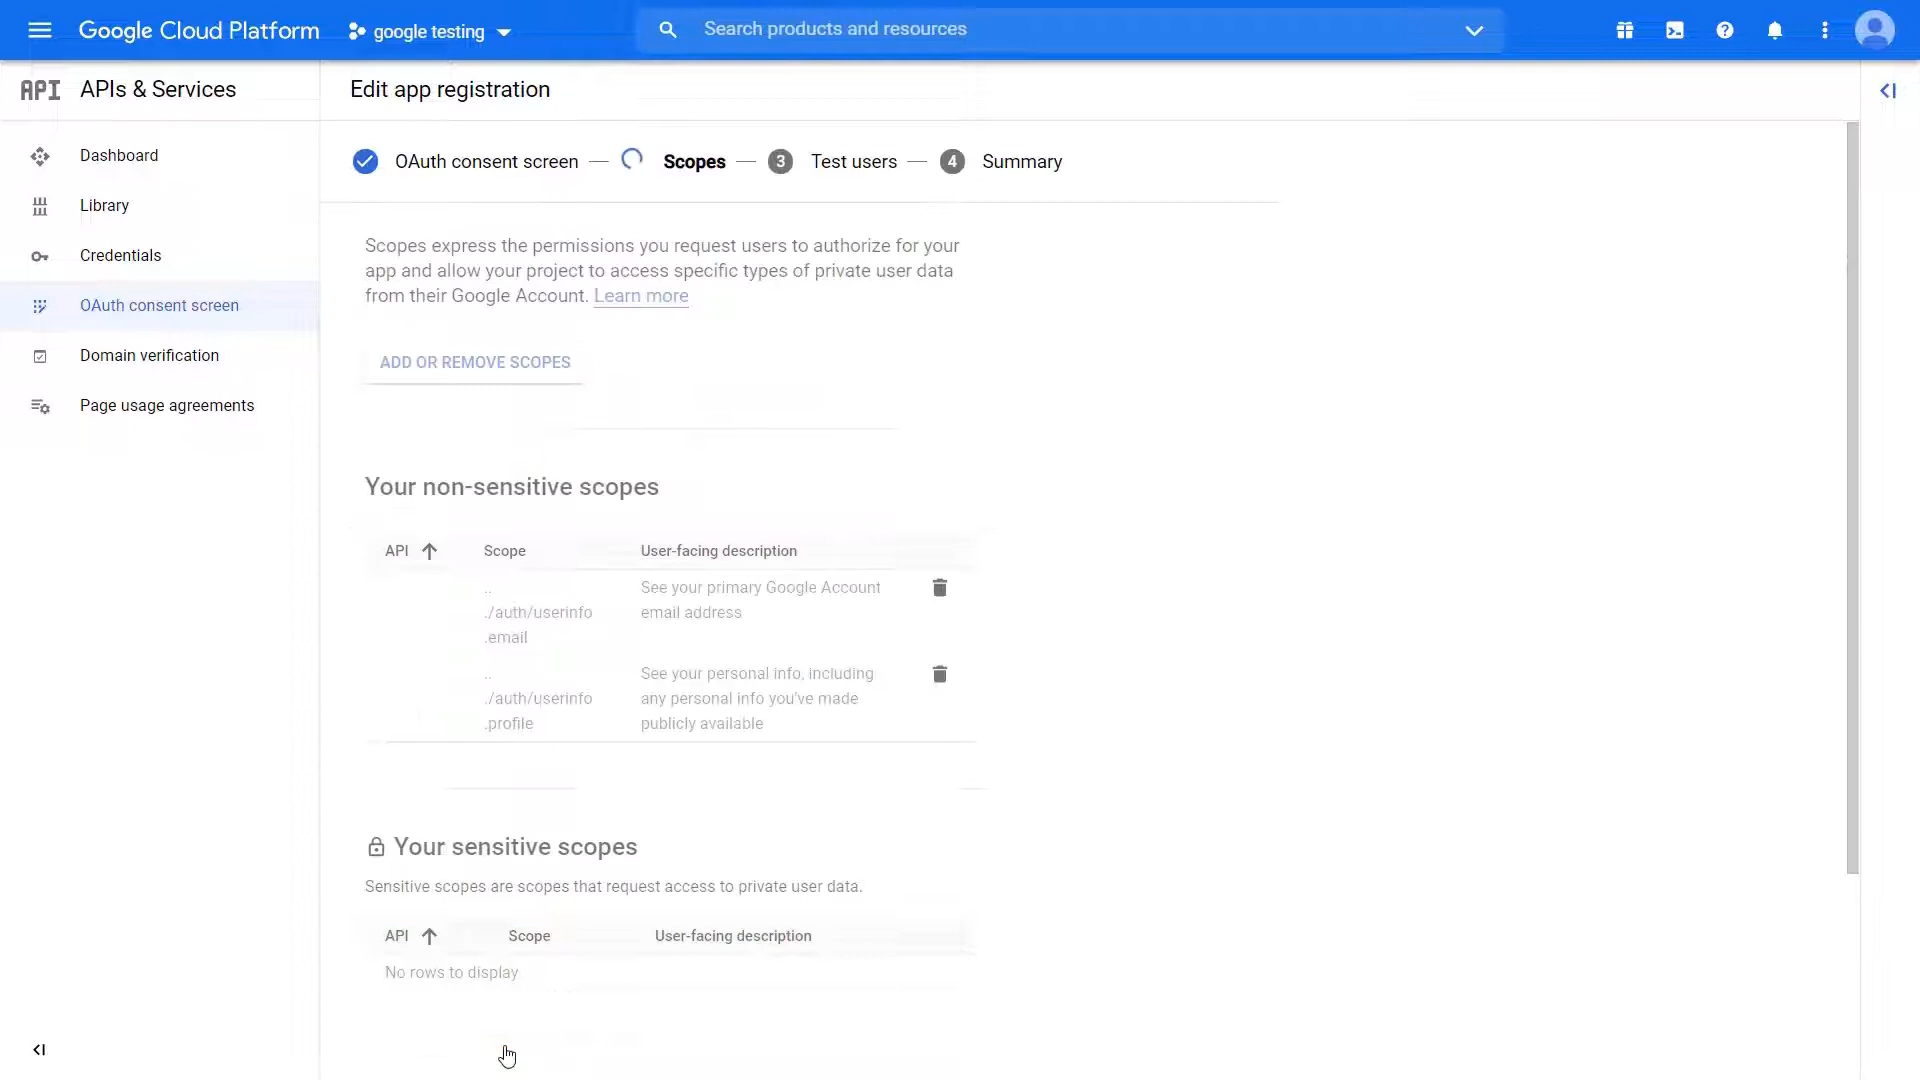 Google Cloud Platform
google testing
Search products and resources
API APIs & Services
Edit app registration
Dashboard
Library
Credentials
OAuth consent screen
Domain verification
Page usage agreements
OAuth consent screen — Scopes — 3 Test users — 4 Summary
Scopes express the permissions you request users to authorize for your
app and allow your project to access specific types of private user data
from their Google Account. Learn more
ADD OR REMOVE SCOPES
Your non-sensitive scopes
API Scope User-facing description
.. See your primary Google Account
./auth/userinfo email address
.email
.. See your personal info, including
./auth/userinfo any personal info you've made
.profile publicly available
Your sensitive scopes
Sensitive scopes are scopes that request access to private user data.
API Scope User-facing description
No rows to display